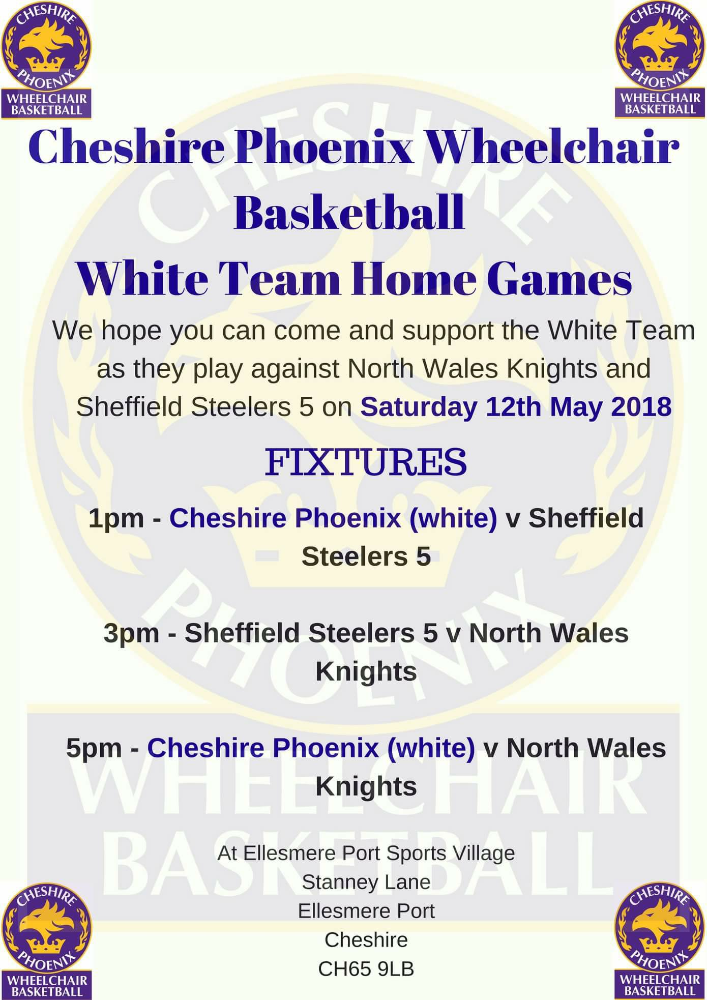 CHESHIRE
PHOENIX
WHEELCHAIR
BASKETBALL
CHESHIRE
PHOENIX
WHEELCHAIR
BASKETBALL
Cheshire Phoenix Wheelchair
Basketball
White Team Home Games
We hope you can come and support the White Team
as they play against North Wales Knights and
Sheffield Steelers 5 on Saturday 12th May 2018
FIXTURES
1pm - Cheshire Phoenix (white) v Sheffield
Steelers 5
3pm - Sheffield Steelers 5 v North Wales
Knights
5pm - Cheshire Phoenix (white) v North Wales
Knights
At Ellesmere Port Sports Village
Stanney Lane
Ellesmere Port
Cheshire
CH65 9LB
CHESHIRE
PHOENIX
WHEELCHAIR
BASKETBALL
CHESHIRE
PHOENIX
WHEELCHAIR
BASKETBALL
CHESHIRE
PHOENIX
WHEELCHAIR
BASKETBALL